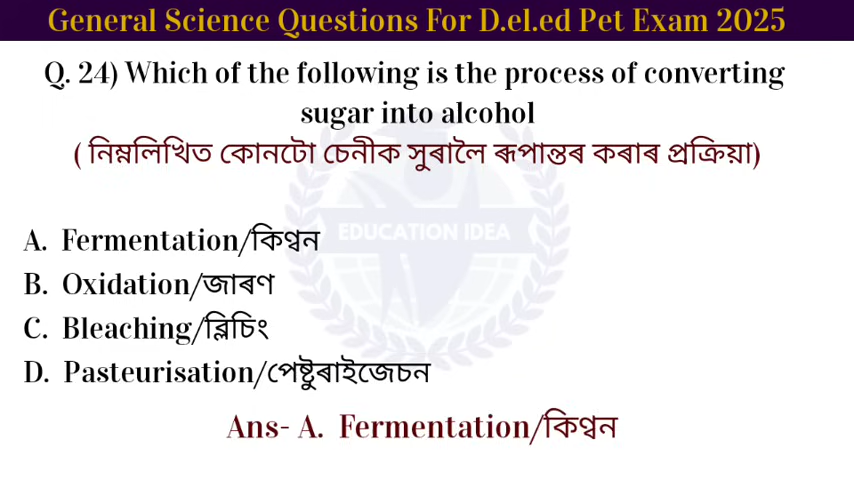 General Science Questions For D.el.ed Pet Exam 2025
Q. 24) Which of the following is the process of converting
sugar into alcohol
( নিম্নলিখিত কোনটো চেনীক সুৰালৈ ৰূপান্তৰ কৰাৰ প্ৰক্ৰিয়া)
EDUCATION IDEA
A. Fermentation/কিণ্বন
B. Oxidation/জাৰণ
C. Bleaching/ব্লিচিং
D. Pasteurisation/পেষ্টুৰাইজেচন
Ans- A. Fermentation/কিণ্বন